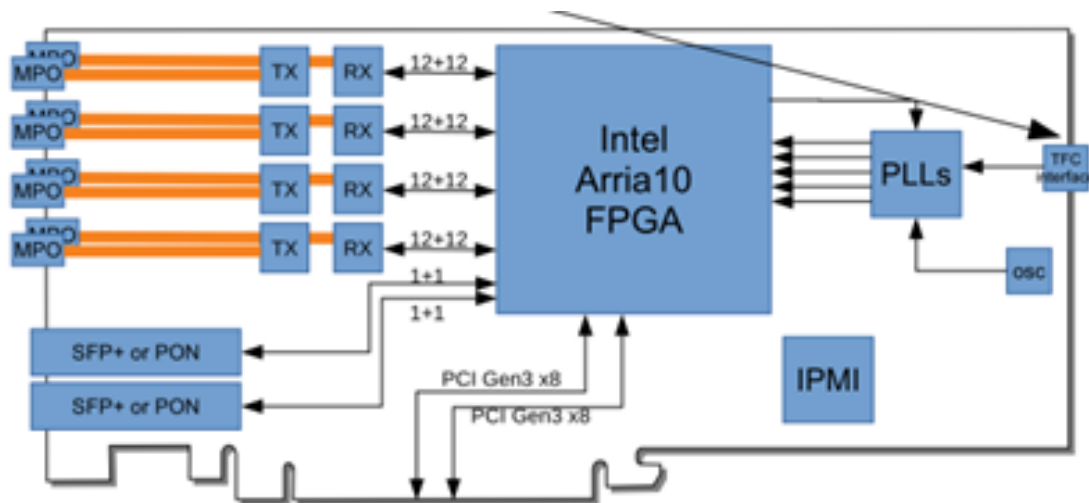 MPO
MPO
TX
RX
12+12
MPO
MPO
TX
RX
12+12
MPO
MPO
TX
RX
12+12
MPO
MPO
TX
RX
12+12
Intel
Arria10
FPGA
PLLs
TFC
interface
osc
1+1
1+1
SFP+ or PON
SFP+ or PON
PCI Gen3 x8
PCI Gen3 x8
IPMI